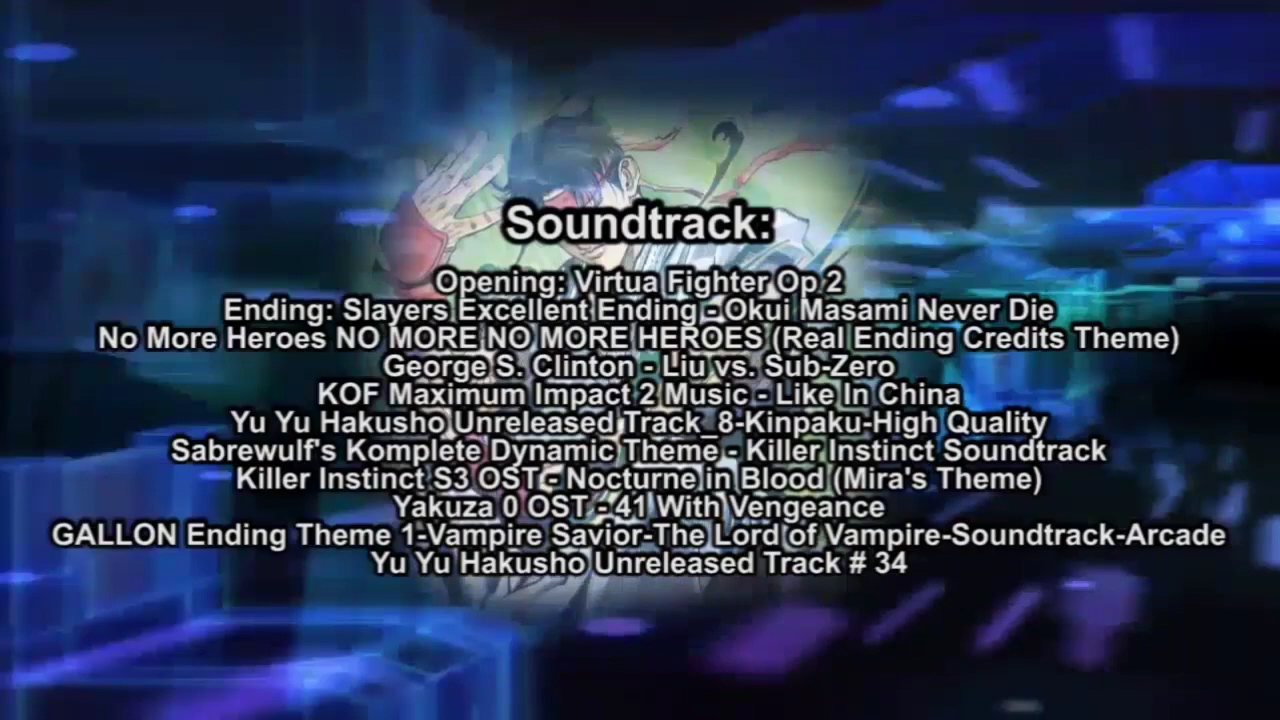 Soundtrack:
Opening: Virtua Fighter Op 2
Ending: Slayers Excellent Ending - Okui Masami Never Die
No More Heroes NO MORE NO MORE HEROES (Real Ending Credits Theme)
George S. Clinton - Liu vs. Sub-Zero
KOF Maximum Impact 2 Music - Like In China
Yu Yu Hakusho Unreleased Track_8-Kinpaku-High Quality
Sabrewulf's Komplete Dynamic Theme - Killer Instinct Soundtrack
Killer Instinct S3 OST - Nocturne in Blood (Mira's Theme)
Yakuza 0 OST - 41 With Vengeance
GALLON Ending Theme 1-Vampire Savior-The Lord of Vampire-Soundtrack-Arcade
Yu Yu Hakusho Unreleased Track # 34